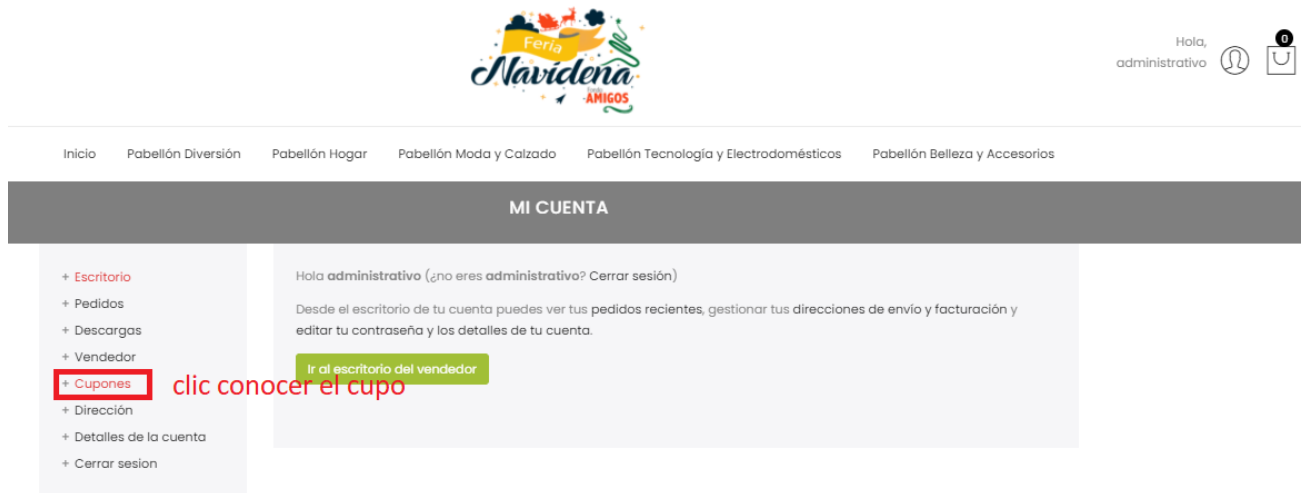 Feria
Navideña
Fondo
AMIGOS
Hola,
administrativo
0
Inicio Pabellón Diversión Pabellón Hogar Pabellón Moda y Calzado Pabellón Tecnología y Electrodomésticos Pabellón Belleza y Accesorios
MI CUENTA
+ Escritorio
+ Pedidos
+ Descargas
+ Vendedor
+ Cupones
+ Dirección
+ Detalles de la cuenta
+ Cerrar sesion
Hola administrativo (¿no eres administrativo? Cerrar sesión)
Desde el escritorio de tu cuenta puedes ver tus pedidos recientes, gestionar tus direcciones de envío y facturación y
editar tu contraseña y los detalles de tu cuenta.
Ir al escritorio del vendedor
clic conocer el cupo